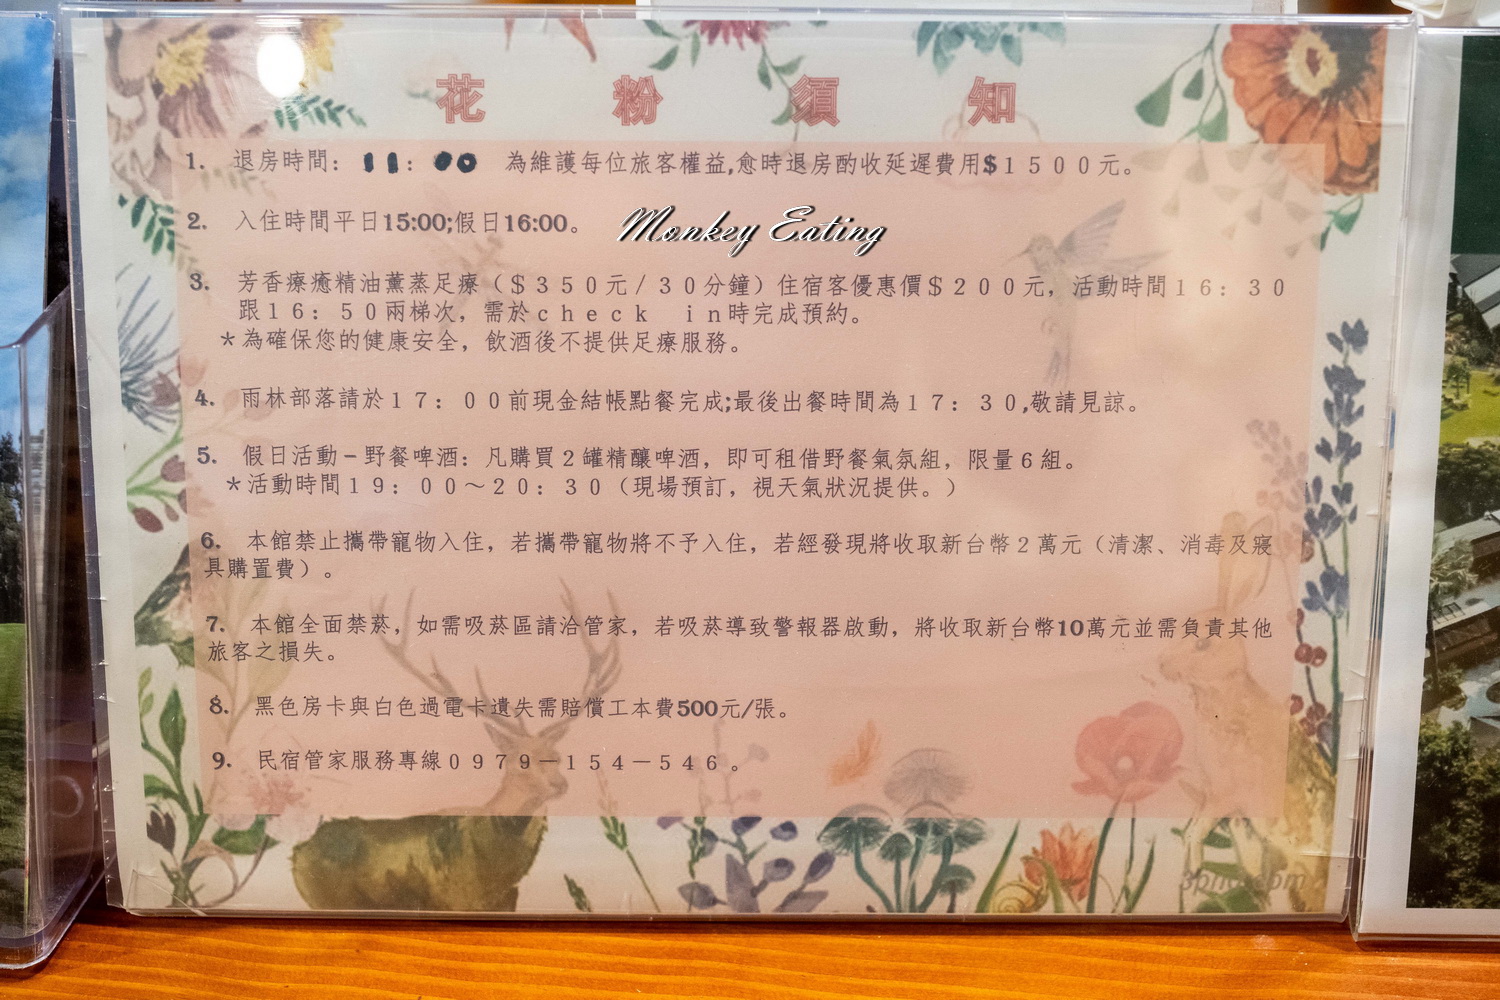 花粉須知
1. 退房時間：11:00 為維護每位旅客權益,愈時退房酌收延遲費用$１５００元。
2. 入住時間平日15:00;假日16:00。
Monkey Eating
3. 芳香療癒精油薰蒸足療（＄３５０元/３０分鐘）住宿客優惠價＄２００元，活動時間１６：３０
跟１６：５０兩梯次，需於ｃｈｅｃｋ　ｉｎ時完成預約。
＊為確保您的健康安全，飲酒後不提供足療服務。
4. 雨林部落請於１７：００前現金結帳點餐完成;最後出餐時間為１７：３０,敬請見諒。
5. 假日活動－野餐啤酒：凡購買２罐精釀啤酒，即可租借野餐氣氛組，限量６組。
＊活動時間１９：００～２０：３０（現場預訂，視天氣狀況提供。）
6. 本館禁止攜帶寵物入住，若攜帶寵物將不予入住，若經發現將收取新台幣２萬元（清潔、消毒及寢
具購置費）。
7. 本館全面禁菸，如需吸菸區請洽管家，若吸菸導致警報器啟動，將收取新台幣10萬元並需負責其他
旅客之損失。
8. 黑色房卡與白色過電卡遺失需賠償工本費500元/張。
9. 民宿管家服務專線０９７９－１５４－５４６。